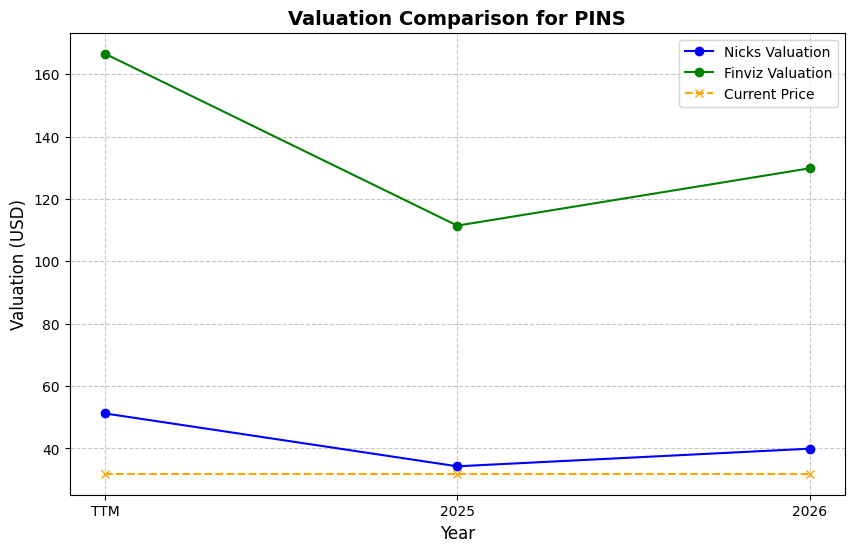 Valuation Comparison for PINS
Nicks Valuation
Finviz Valuation
Current Price
Valuation (USD)
160
140
120
100
80
60
40
TTM
2025
2026
Year